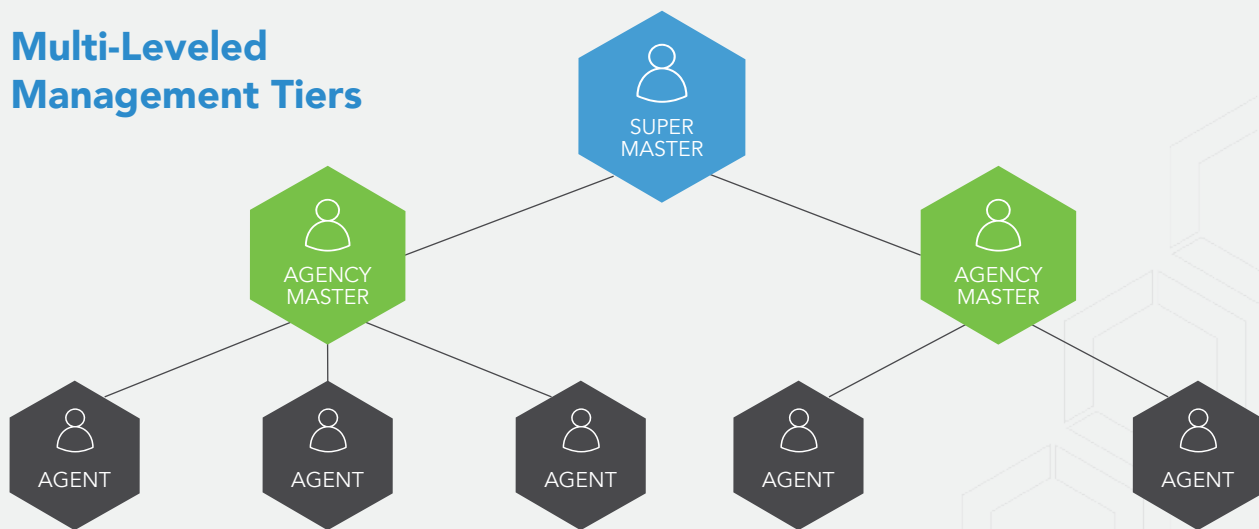 Multi-Leveled
Management Tiers
SUPER
MASTER
AGENCY
MASTER
AGENCY
MASTER
AGENT
AGENT
AGENT
AGENT
AGENT